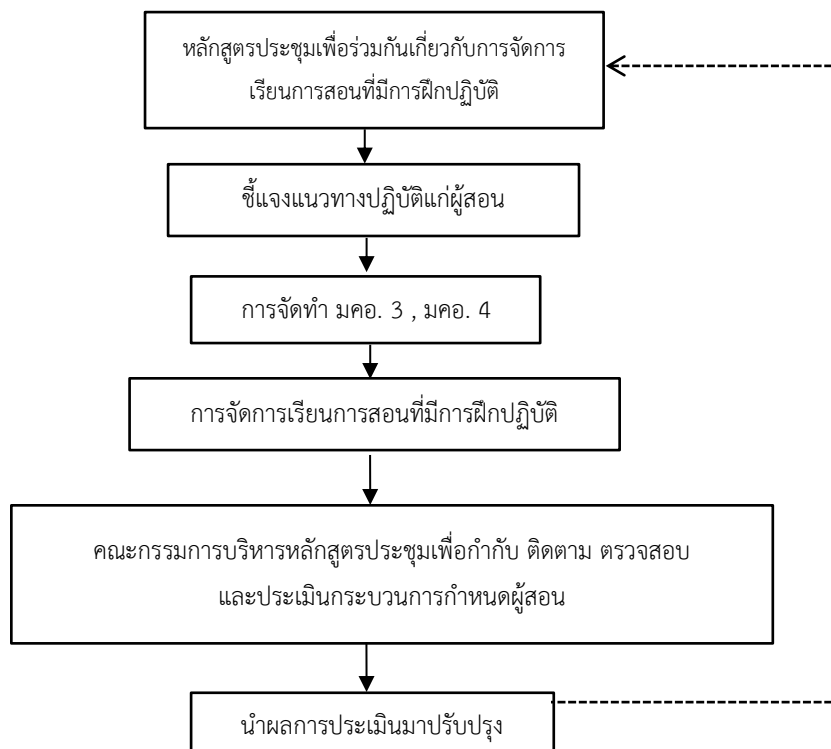 หลักสูตรประชุมเพื่อร่วมกันเกี่ยวกับการจัดการ
เรียนการสอนที่มีการฝึกปฏิบัติ
ชี้แจงแนวทางปฏิบัติแก่ผู้สอน
การจัดทำ มคอ. 3 , มคอ. 4
การจัดการเรียนการสอนที่มีการฝึกปฏิบัติ
คณะกรรมการบริหารหลักสูตรประชุมเพื่อกำกับ ติดตาม ตรวจสอบ
และประเมินกระบวนการกำหนดผู้สอน
นำผลการประเมินมาปรับปรุง